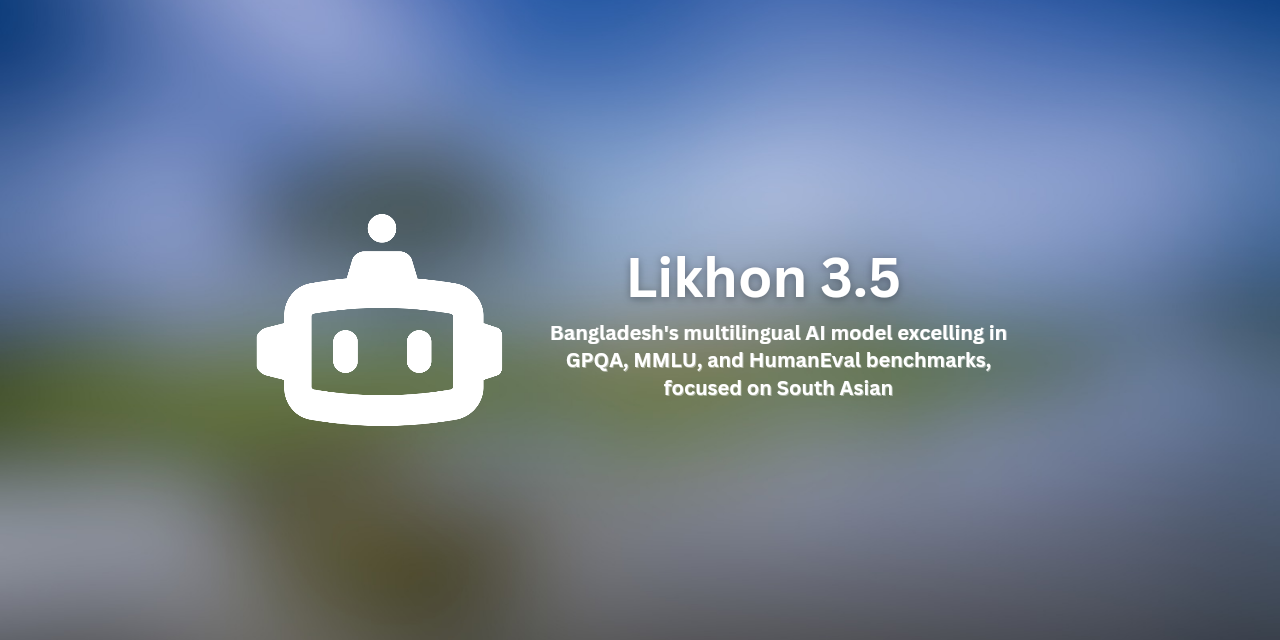 Likhon 3.5
Bangladesh's multilingual AI model excelling in
GPQA, MMLU, and HumanEval benchmarks,
focused on South Asian